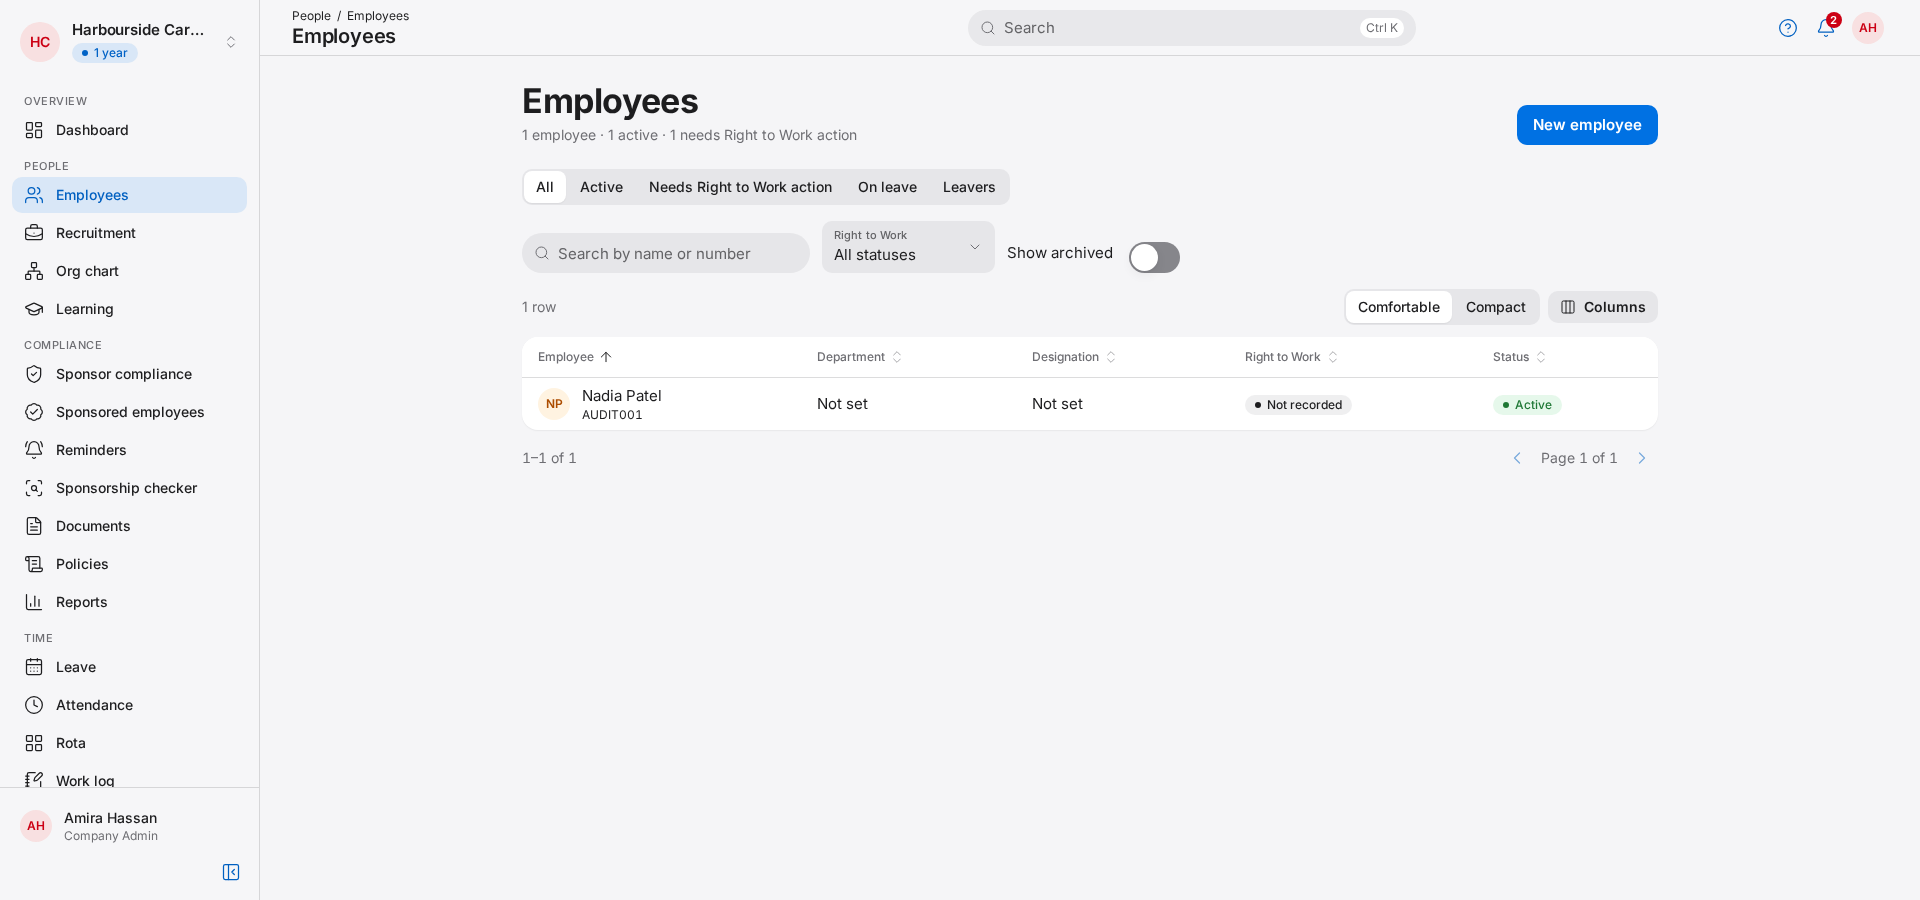 HC
Harbourside Car...
1 year
OVERVIEW
Dashboard
PEOPLE
Employees
Recruitment
Org chart
Learning
COMPLIANCE
Sponsor compliance
Sponsored employees
Reminders
Sponsorship checker
Documents
Policies
Reports
TIME
Leave
Attendance
Rota
Work log
AH
Amira Hassan
Company Admin
People / Employees
Employees
Search
Ctrl K
2
AH
Employees
1 employee · 1 active · 1 needs Right to Work action
New employee
All Active Needs Right to Work action On leave Leavers
Search by name or number
Right to Work
All statuses
Show archived
1 row
Comfortable Compact
Columns
Employee Department Designation Right to Work Status
NP
Nadia Patel
AUDIT001
Not set
Not set
Not recorded
Active
1–1 of 1
Page 1 of 1